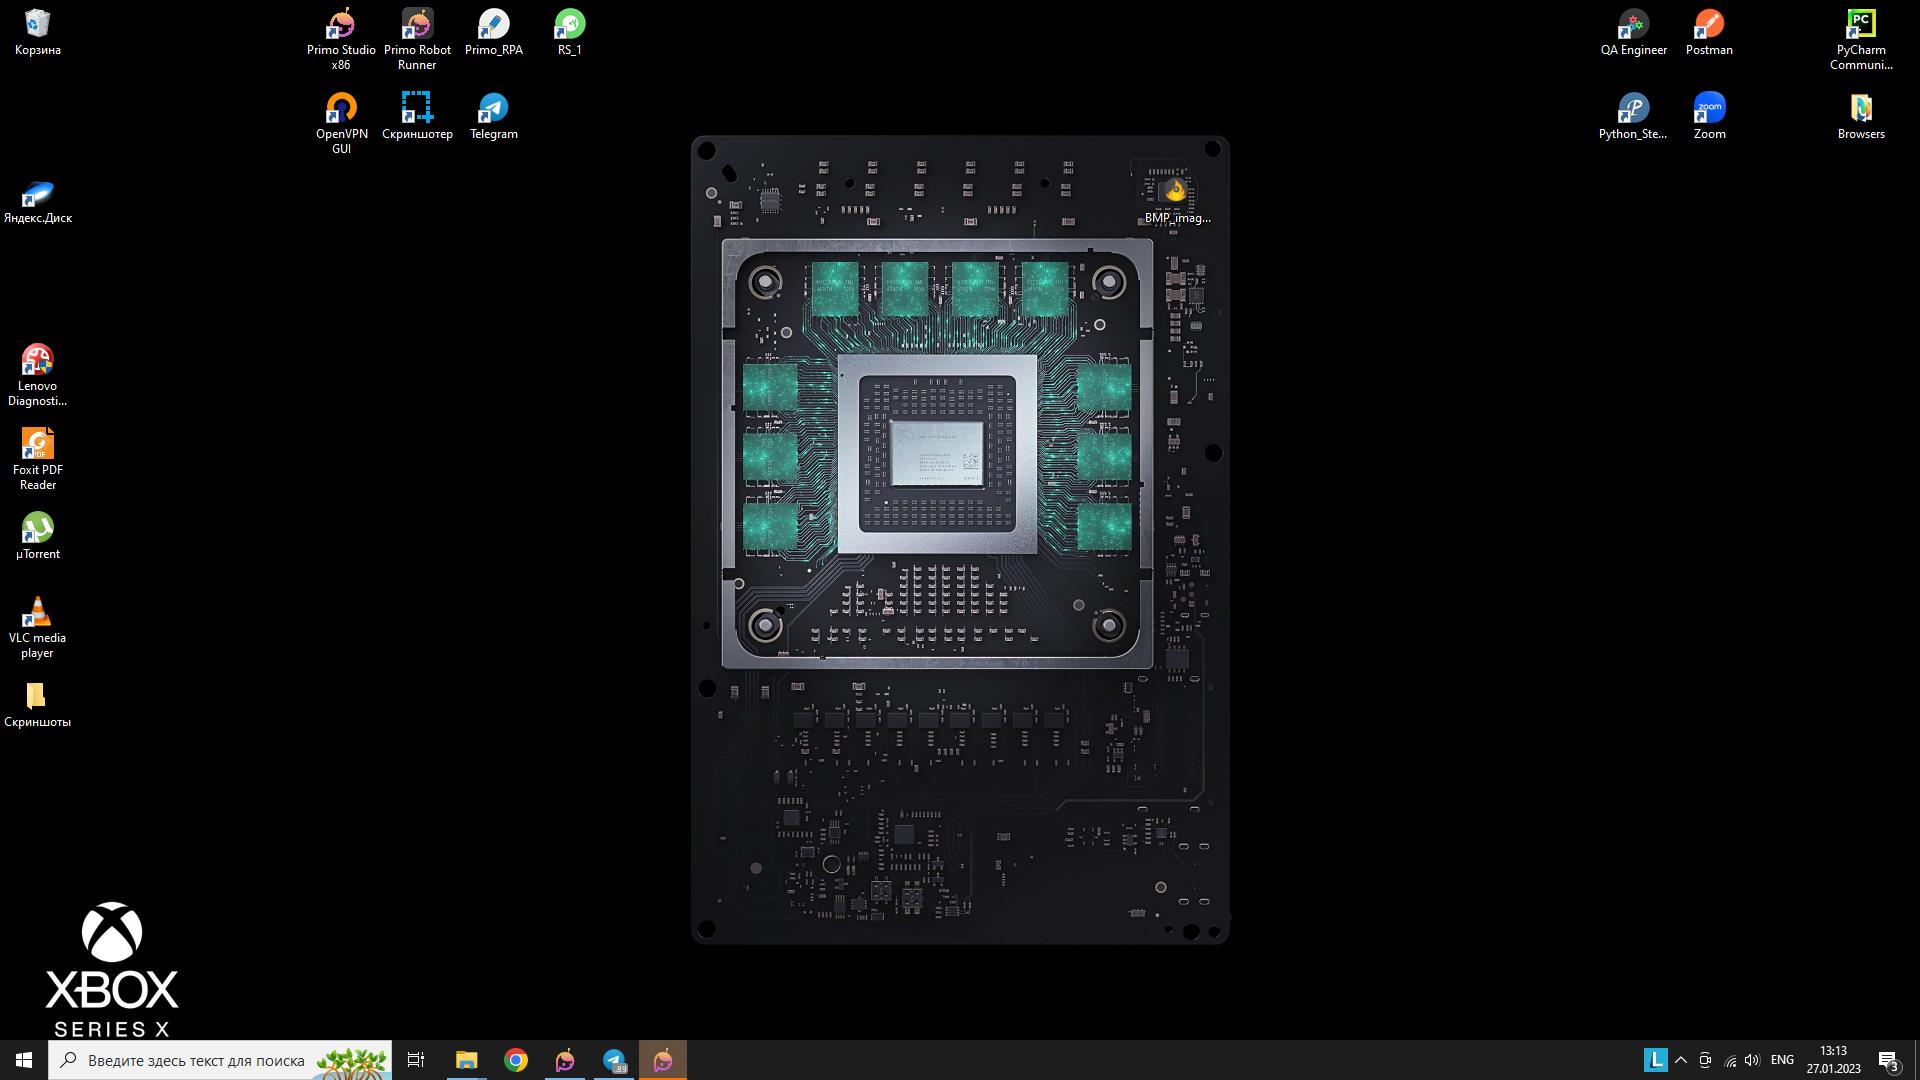 Корзина
Primo Studio
x86
Primo Robot
Runner
Primo_RPA
RS_1
QA Engineer
Postman
PyCharm
Communi...
OpenVPN
GUI
Скриншотер
Telegram
Python_Ste...
Zoom
zoom
Browsers
Яндекс.Диск
BMP_imag...
Lenovo
Diagnosti...
Foxit PDF
Reader
µTorrent
VLC media
player
Скриншоты
XBOX
SERIES X
Введите здесь текст для поиска
89
L
ENG
13:13
27.01.2023
3